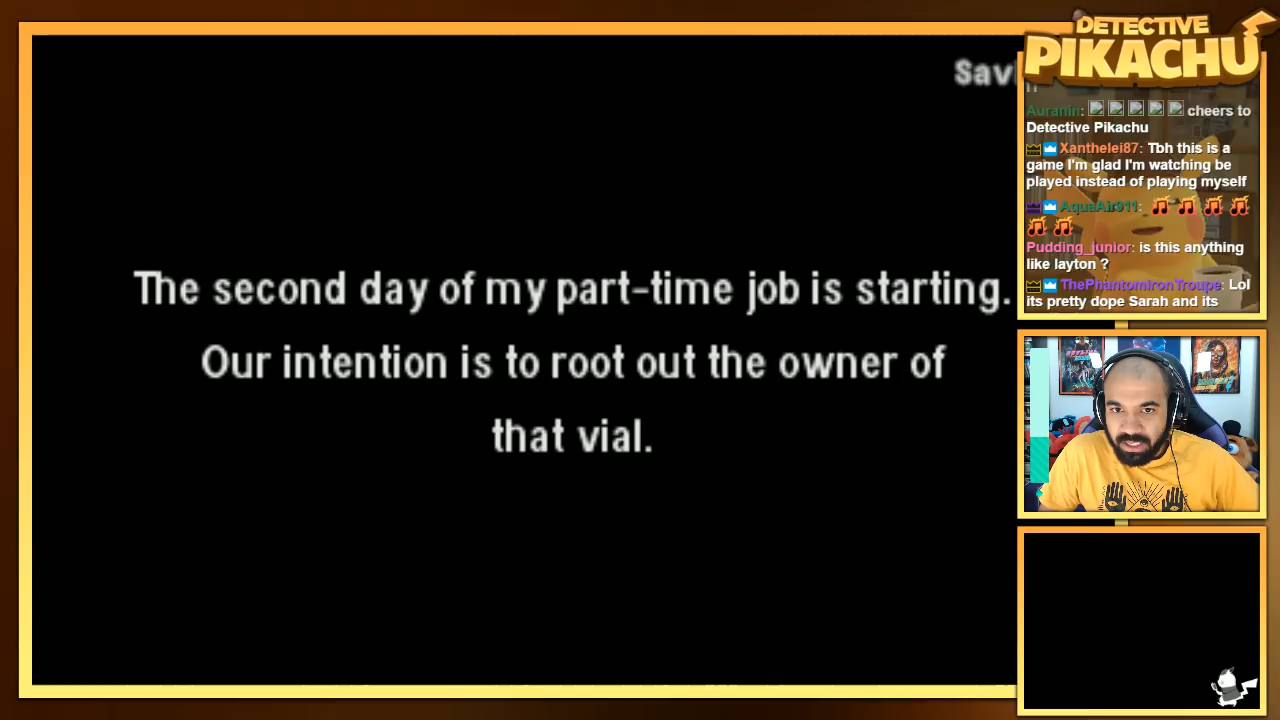 DETECTIVE
PIKACHU
Auranin: cheers to
Detective Pikachu
Xanthelei87: Tbh this is a
game I'm glad I'm watching be
played instead of playing myself
AquaAir911:
Pudding_junior: is this anything
like layton ?
ThePhantomIronTroupe: Lol
its pretty dope Sarah and its
Savi
The second day of my part-time job is starting.
Our intention is to root out the owner of
that vial.